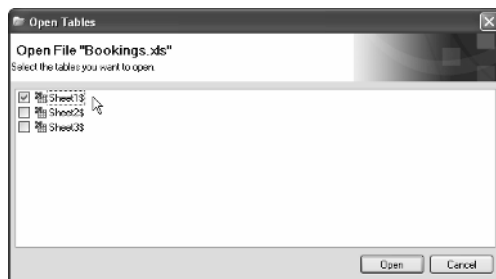 Open Tables
Open File "Bookings.xls"
Select the tables you want to open.
Sheet1$
Sheet2$
Sheet3$
Open Cancel